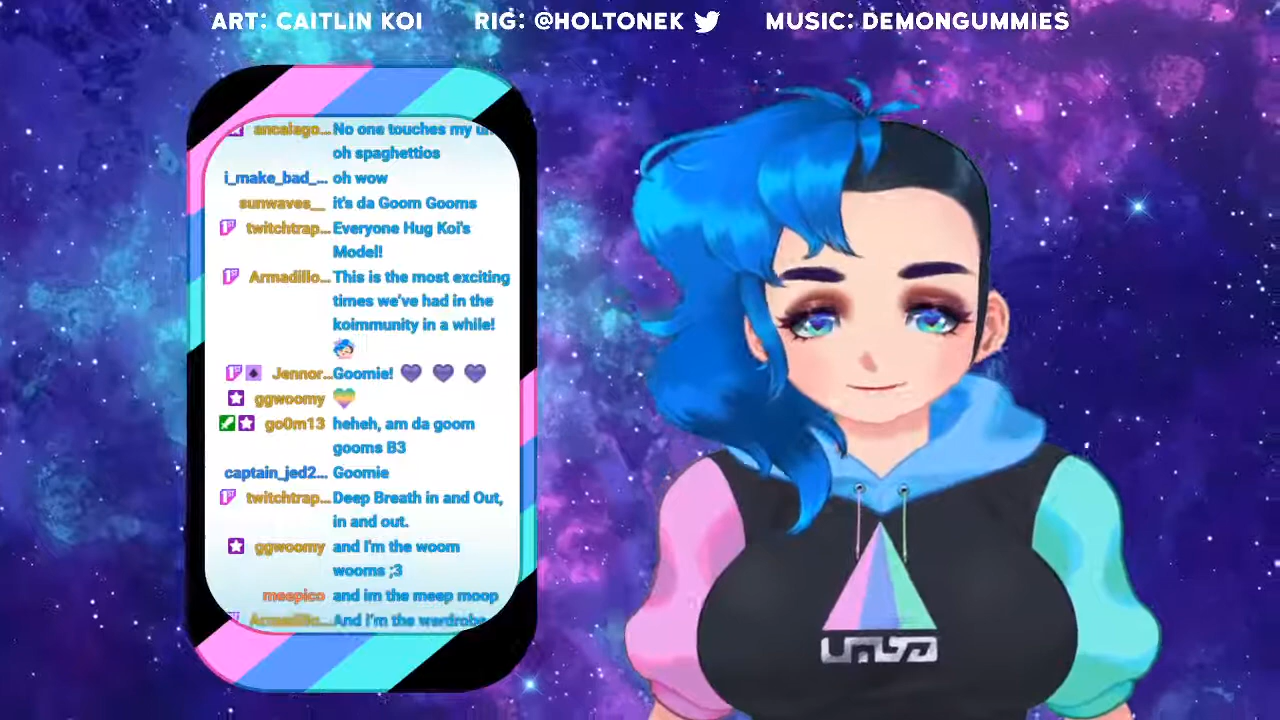 ART: CAITLIN KOI RIG: @HOLTONEK MUSIC: DEMONGUMMIES
ancalago... No one touches my
oh spaghettios
i_make_bad_... oh wow
sunwaves__ it's da Goom Gooms
twitchtrap... Everyone Hug Koi's
Model!
Armadillo... This is the most exciting
times we've had in the
koimmunity in a while!
Jennor... Goomie! 💜 💜 💜
ggwoomy
go0m13 heheh, am da goom
gooms B3
captain_jed2... Goomie
twitchtrap... Deep Breath in and Out,
in and out.
ggwoomy and I'm the woom
wooms ;3
meepico and im the meep moop
Armadillo... And I'm the wardrobe